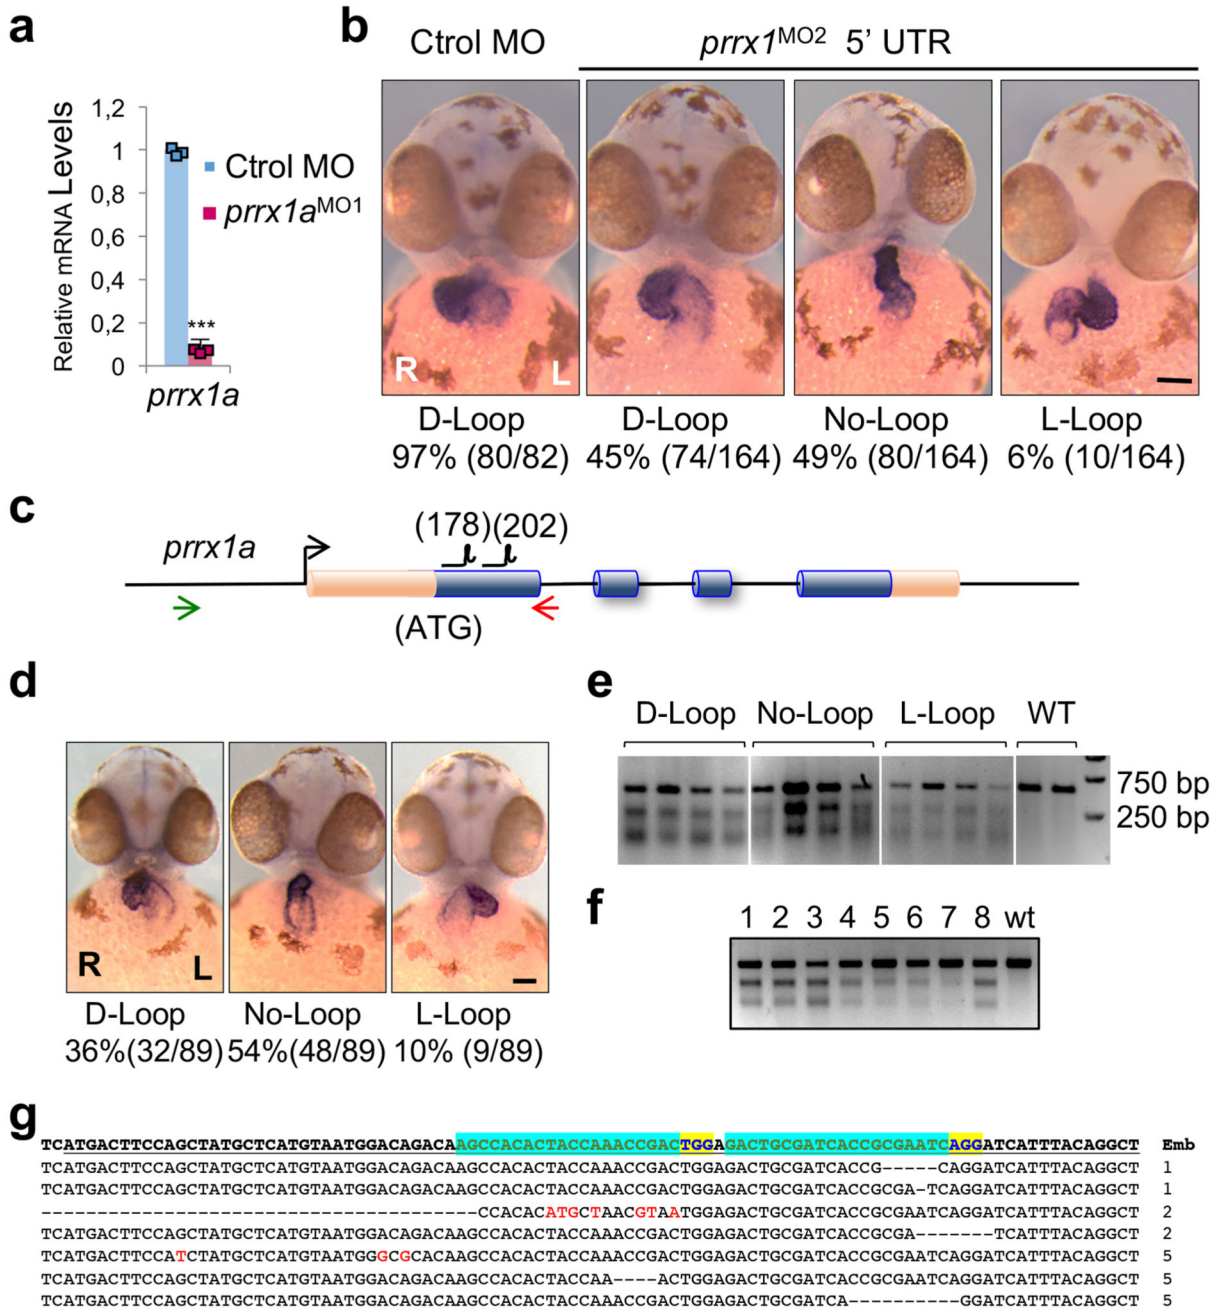 a
b
Ctrol MO
prrx1^MO2 5' UTR
Relative mRNA Levels
1,2
1
0,8
0,6
0,4
0,2
0
***
Ctrol MO
prrx1a^MO1
prrx1a
R
L
D-Loop
97% (80/82)
D-Loop
45% (74/164)
No-Loop
49% (80/164)
L-Loop
6% (10/164)
c
prrx1a
(178)(202)
(ATG)
d
R
L
D-Loop
36%(32/89)
No-Loop
54%(48/89)
L-Loop
10% (9/89)
e
D-Loop
No-Loop
L-Loop
WT
750 bp
250 bp
f
1 2 3 4 5 6 7 8 wt
g
TCATGACTTCCAGCTATGCTCATGTAATGGACAGACAAGCCACACTACCAAACCGACTGGAGACTGCGATCACCGCGAATCAGGATCATTTACAGGCT Emb
TCATGACTTCCAGCTATGCTCATGTAATGGACAGACAAGCCACACTACCAAACCGACTGGAGACTGCGATCACCG-----CAGGATCATTTACAGGCT 1
TCATGACTTCCAGCTATGCTCATGTAATGGACAGACAAGCCACACTACCAAACCGACTGGAGACTGCGATCACCGCGA-TCAGGATCATTTACAGGCT 1
---------------------------------------CCACACATGCTAACGTAATGGAGACTGCGATCACCGCGAATCAGGATCATTTACAGGCT 2
TCATGACTTCCAGCTATGCTCATGTAATGGACAGACAAGCCACACTACCAAACCGACTGGAGACTGCGATCACCGCGA-------TCATTTACAGGCT 2
TCATGACTTCCATCTATGCTCATGTAATGGGCGCACAAGCCACACTACCAAACCGACTGGAGACTGCGATCACCGCGAATCAGGATCATTTACAGGCT 5
TCATGACTTCCAGCTATGCTCATGTAATGGACAGACAAGCCACACTACCAA----ACTGGAGACTGCGATCACCGCGAATCAGGATCATTTACAGGCT 5
TCATGACTTCCAGCTATGCTCATGTAATGGACAGACAAGCCACACTACCAAACCGACTGGAGACTGCGATCA----------GGATCATTTACAGGCT 5